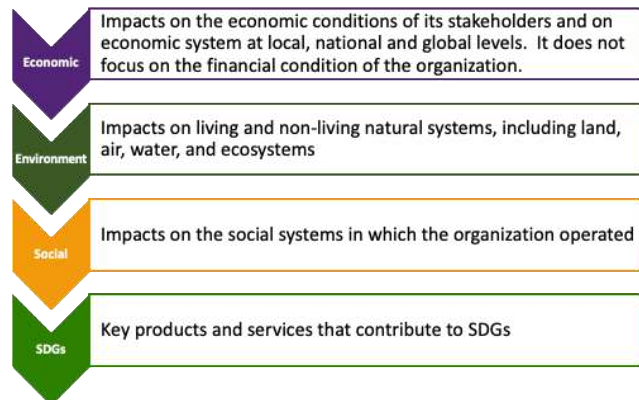 Economic
Impacts on the economic conditions of its stakeholders and on
economic system at local, national and global levels. It does not
focus on the financial condition of the organization.
Environment
Impacts on living and non-living natural systems, including land,
air, water, and ecosystems
Social
Impacts on the social systems in which the organization operated
SDGs
Key products and services that contribute to SDGs